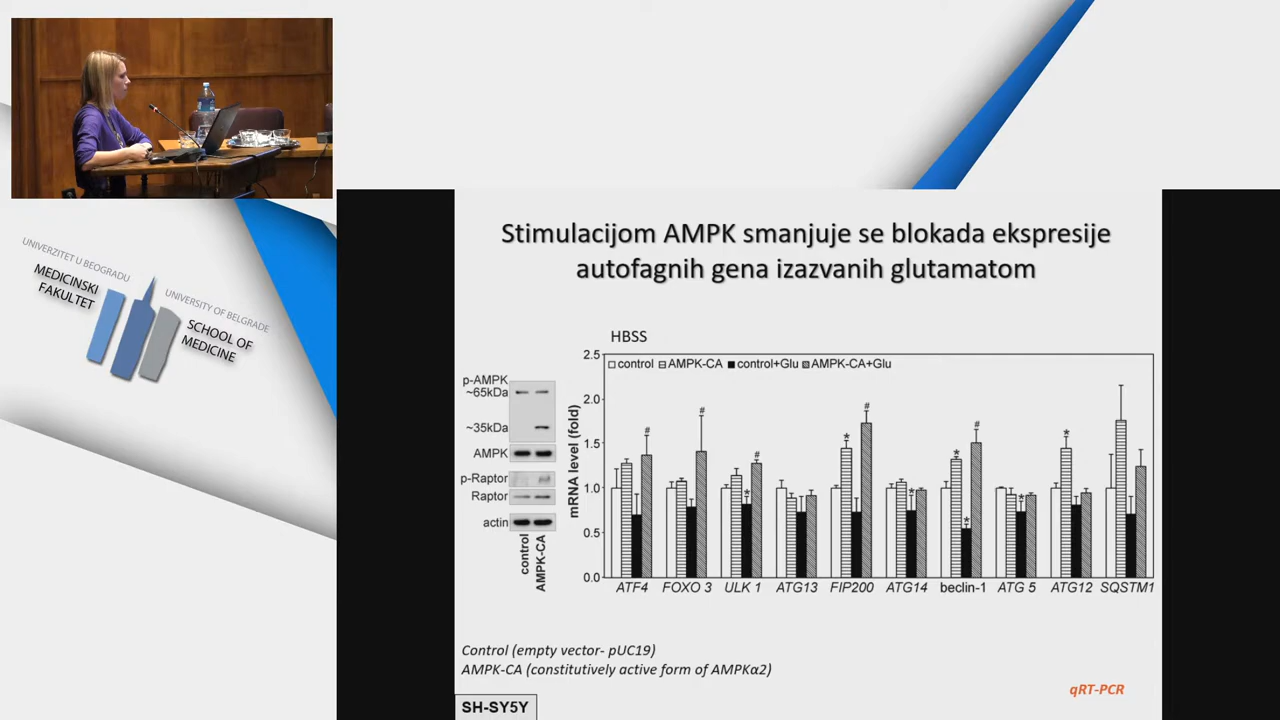 UNIVERZITET U BEOGRADU
MEDICINSKI
FAKULTET
UNIVERSITY OF BELGRADE
SCHOOL OF
MEDICINE
Stimulacijom AMPK smanjuje se blokada ekspresije
autofagnih gena izazvanih glutamatom
HBSS
p-AMPK
~65kDa
~35kDa
AMPK
p-Raptor
Raptor
actin
control
AMPK-CA
mRNA level (fold)
2.5
2.0
1.5
1.0
0.5
0.0
control AMPK-CA control+Glu AMPK-CA+Glu
# # # * * # * * * # * *
ATF4 FOXO 3 ULK 1 ATG13 FIP200 ATG14 beclin-1 ATG 5 ATG12 SQSTM1
Control (empty vector- pUC19)
AMPK-CA (constitutively active form of AMPKα2)
qRT-PCR
SH-SY5Y